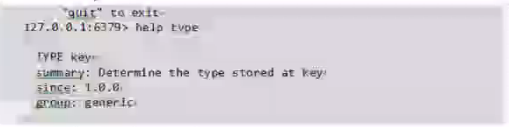 "quit" to exit
127.0.0.1:6379> help type
TYPE key
summary: Determine the type stored at key
since: 1.0.0
group: generic